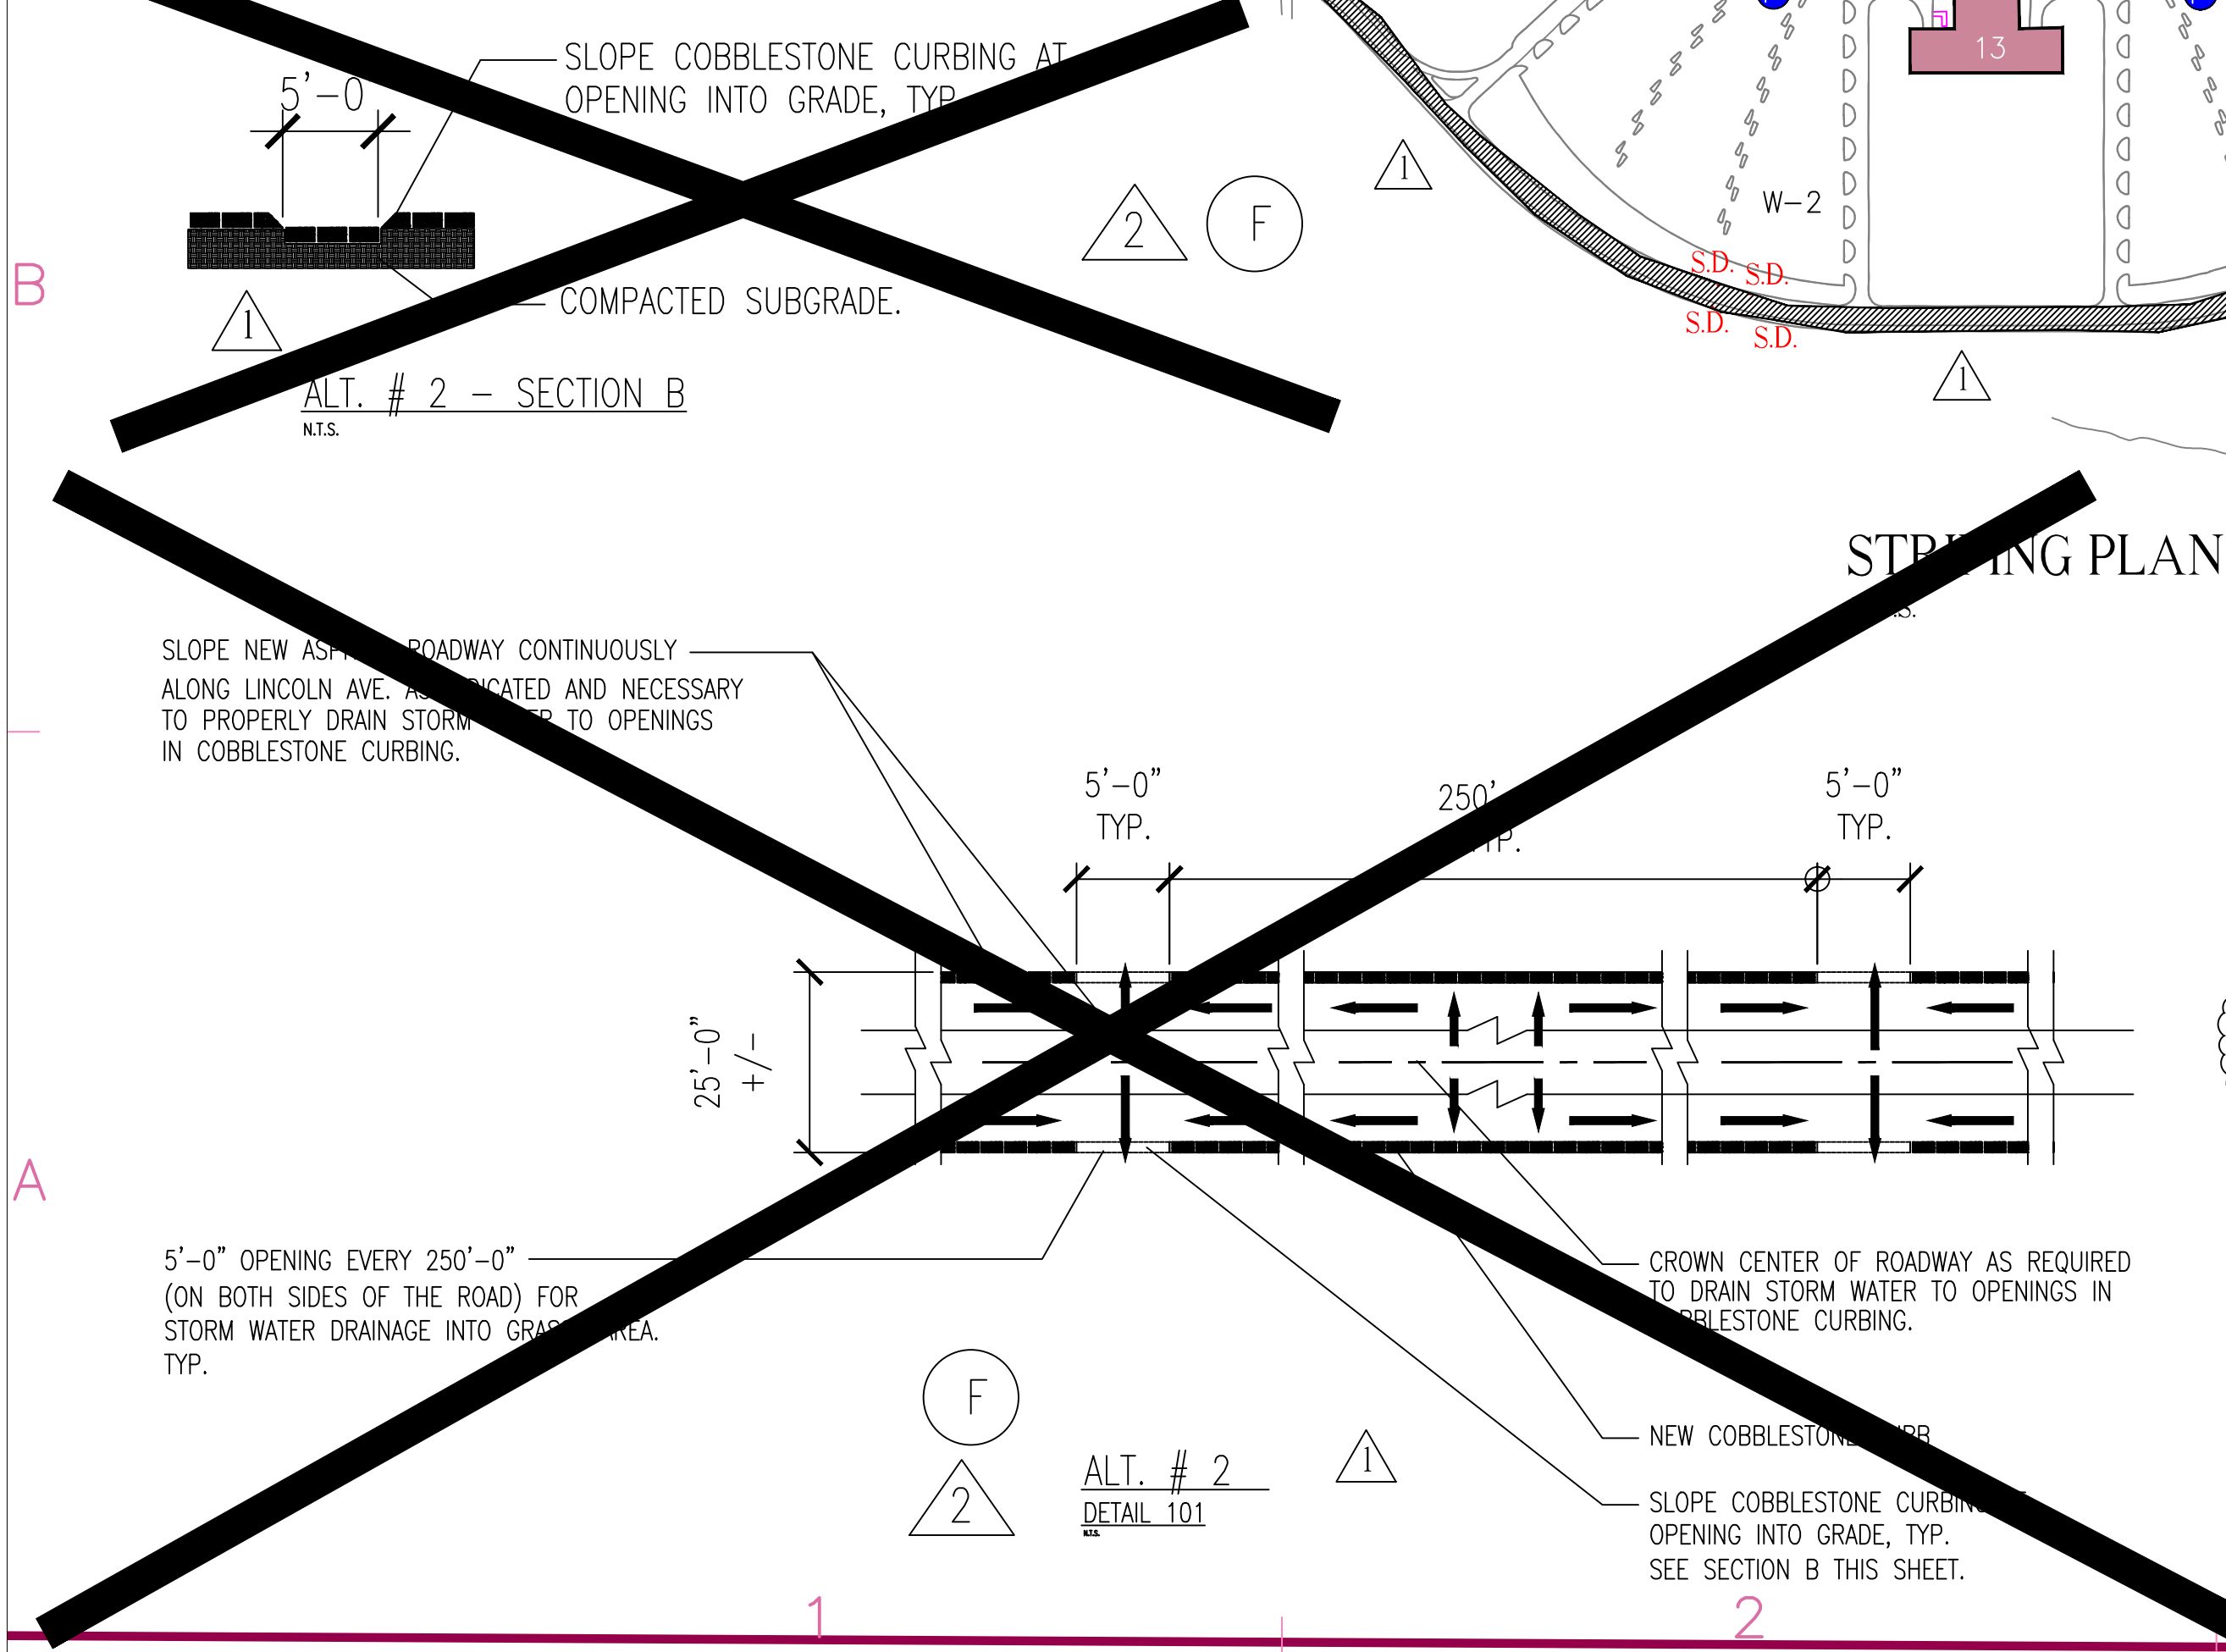 SLOPE COBBLESTONE CURBING AT
OPENING INTO GRADE, TYP
5'-0
COMPACTED SUBGRADE.
1
ALT. # 2 - SECTION B
N.T.S.
2
F
1
13
W-2
S.D. S.D.
S.D. S.D.
1
B
PLAN
SLOPE NEW ROADWAY CONTINUOUSLY
ALONG LINCOLN AVE. AND NECESSARY
TO PROPERLY DRAIN STORM TO OPENINGS
IN COBBLESTONE CURBING.
5'-0"
TYP.
250'
5'-0"
TYP.
25'-0"
+/-
A
5'-0" OPENING EVERY 250'-0"
(ON BOTH SIDES OF THE ROAD) FOR
STORM WATER DRAINAGE INTO AREA.
TYP.
CROWN CENTER OF ROADWAY AS REQUIRED
TO DRAIN STORM WATER TO OPENINGS IN
CURBING.
F
2
ALT. # 2
DETAIL 101
N.T.S.
1
NEW COBBLESTONE
SLOPE COBBLESTONE
OPENING INTO GRADE, TYP.
SEE SECTION B THIS SHEET.
1
2